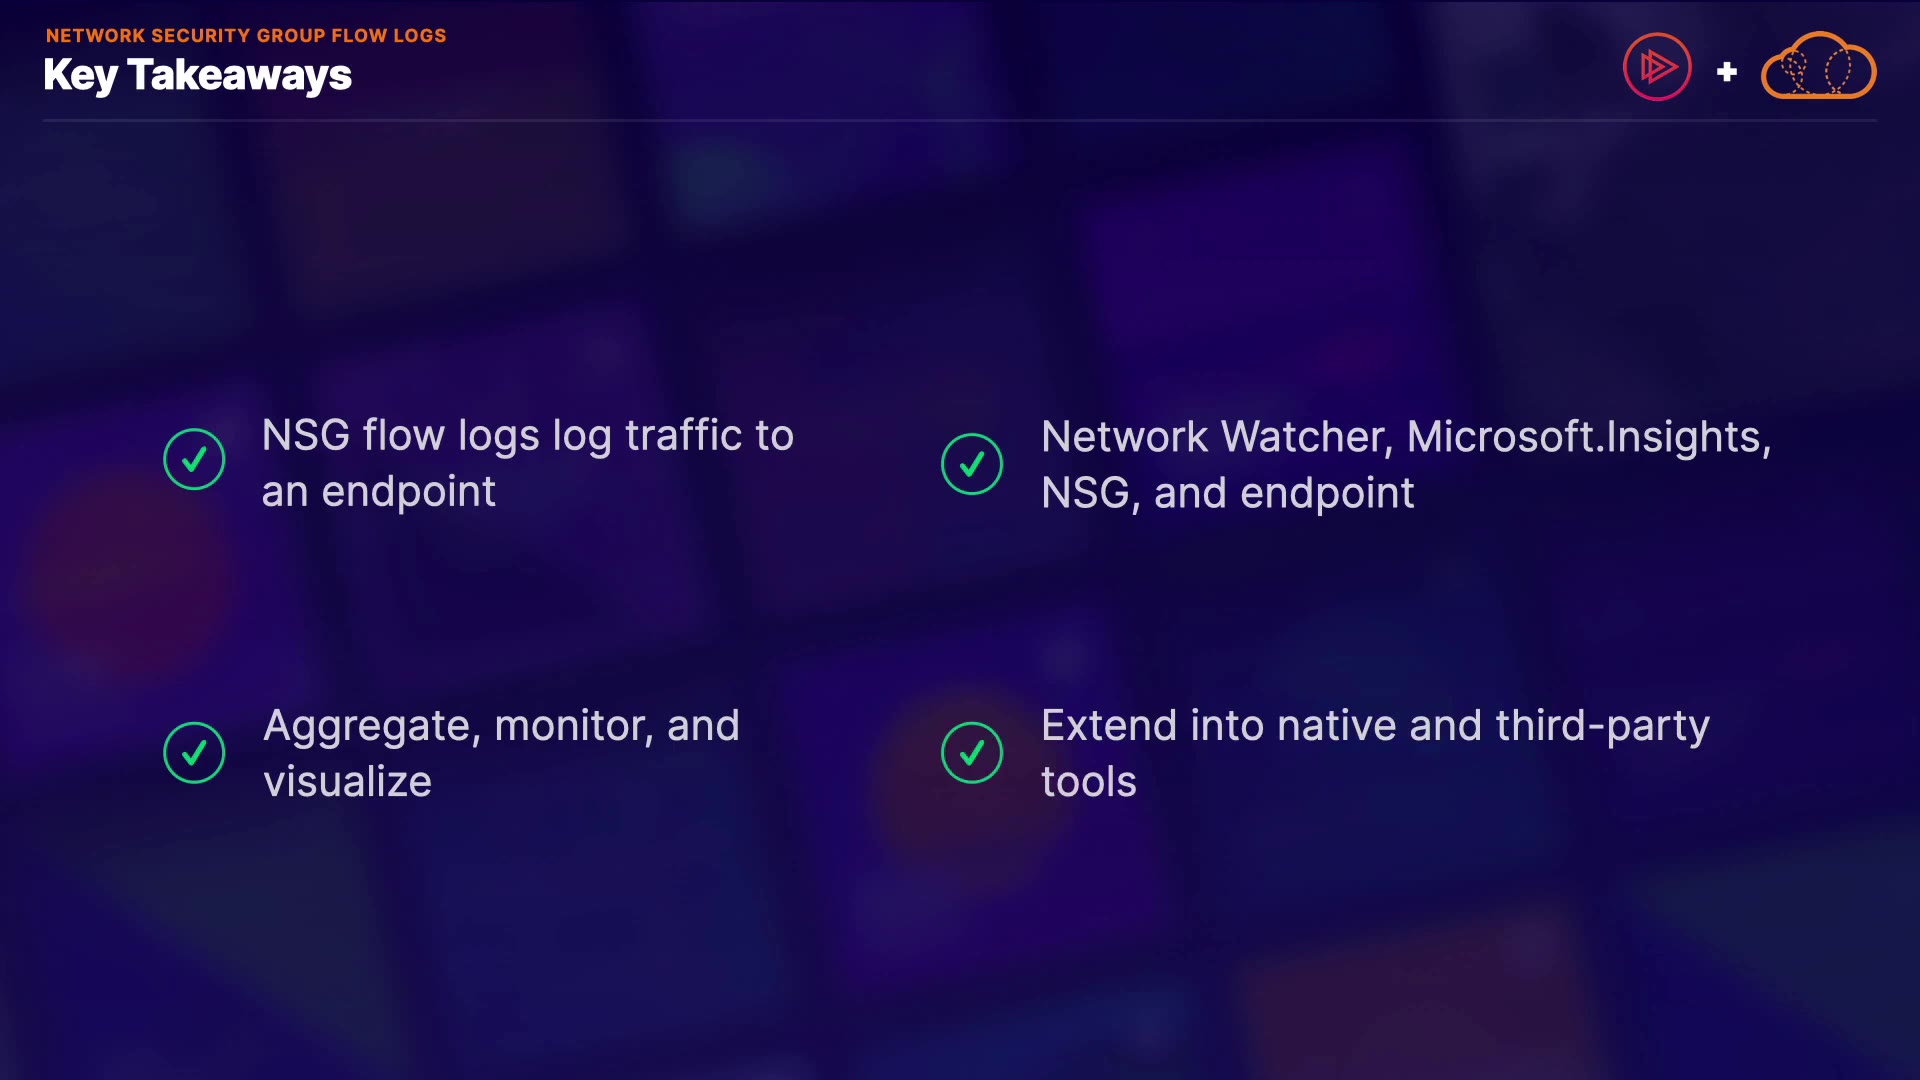 NETWORK SECURITY GROUP FLOW LOGS
Key Takeaways
NSG flow logs log traffic to
an endpoint
Network Watcher, Microsoft.Insights,
NSG, and endpoint
Aggregate, monitor, and
visualize
Extend into native and third-party
tools